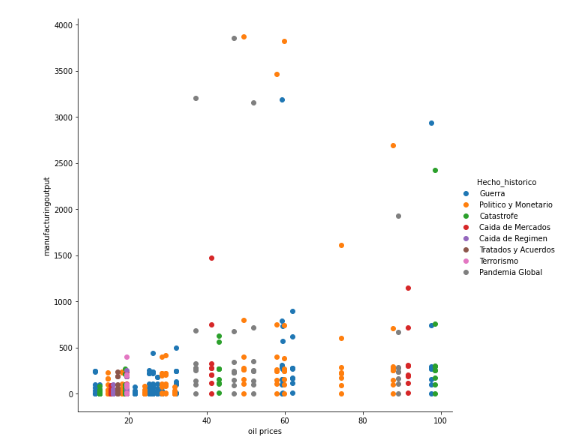 4000
3500
3000
2500
2000
1500
1000
500
0
manufacturingoutput
20
40
60
80
100
oil prices
Hecho_historico
Guerra
Politico y Monetario
Catastrofe
Caida de Mercados
Caida de Regimen
Tratados y Acuerdos
Terrorismo
Pandemia Global